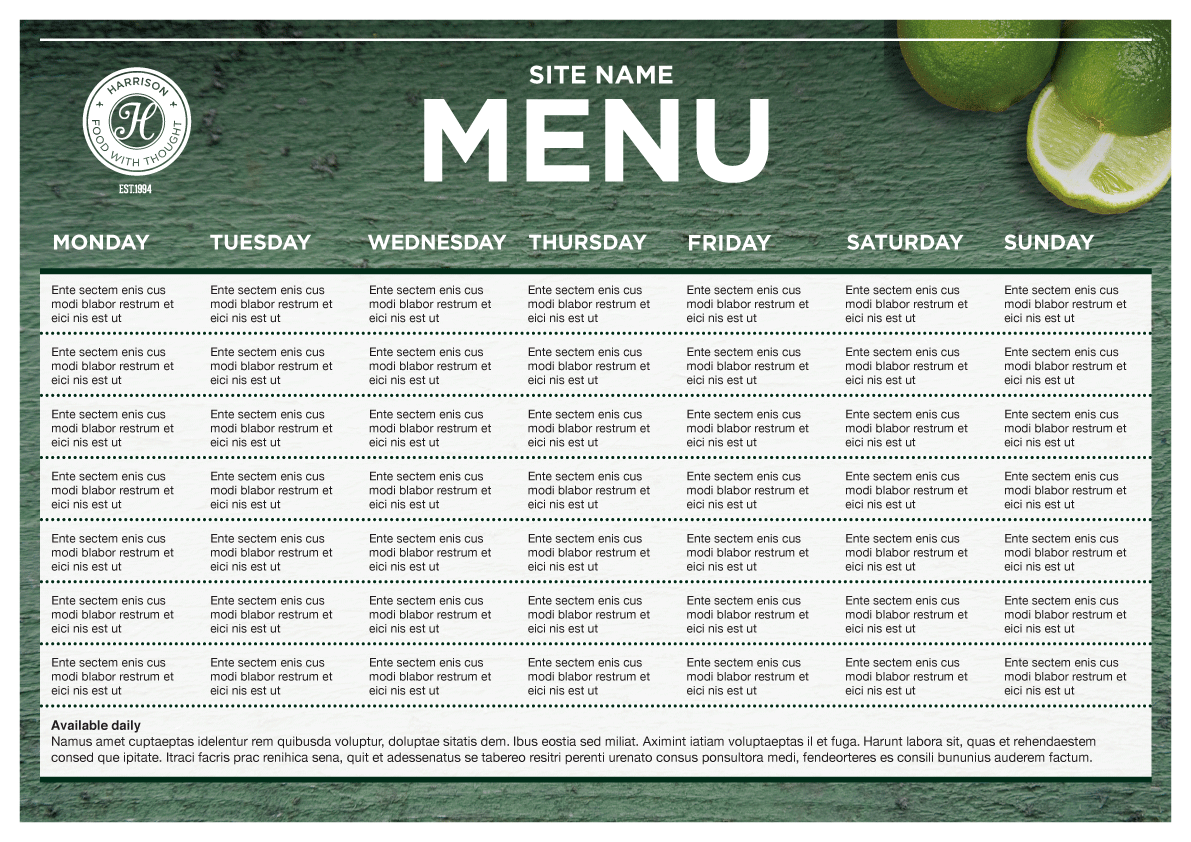 HARRISON
H
FOOD WITH THOUGHT
EST.1994
SITE NAME
MENU
MONDAY TUESDAY WEDNESDAY THURSDAY FRIDAY SATURDAY SUNDAY
Ente sectem enis cus Ente sectem enis cus Ente sectem enis cus Ente sectem enis cus Ente sectem enis cus Ente sectem enis cus Ente sectem enis cus
modi blabor restrum et modi blabor restrum et modi blabor restrum et modi blabor restrum et modi blabor restrum et modi blabor restrum et modi blabor restrum et
eici nis est ut eici nis est ut eici nis est ut eici nis est ut eici nis est ut eici nis est ut eici nis est ut
Ente sectem enis cus Ente sectem enis cus Ente sectem enis cus Ente sectem enis cus Ente sectem enis cus Ente sectem enis cus Ente sectem enis cus
modi blabor restrum et modi blabor restrum et modi blabor restrum et modi blabor restrum et modi blabor restrum et modi blabor restrum et modi blabor restrum et
eici nis est ut eici nis est ut eici nis est ut eici nis est ut eici nis est ut eici nis est ut eici nis est ut
Ente sectem enis cus Ente sectem enis cus Ente sectem enis cus Ente sectem enis cus Ente sectem enis cus Ente sectem enis cus Ente sectem enis cus
modi blabor restrum et modi blabor restrum et modi blabor restrum et modi blabor restrum et modi blabor restrum et modi blabor restrum et modi blabor restrum et
eici nis est ut eici nis est ut eici nis est ut eici nis est ut eici nis est ut eici nis est ut eici nis est ut
Ente sectem enis cus Ente sectem enis cus Ente sectem enis cus Ente sectem enis cus Ente sectem enis cus Ente sectem enis cus Ente sectem enis cus
modi blabor restrum et modi blabor restrum et modi blabor restrum et modi blabor restrum et modi blabor restrum et modi blabor restrum et modi blabor restrum et
eici nis est ut eici nis est ut eici nis est ut eici nis est ut eici nis est ut eici nis est ut eici nis est ut
Ente sectem enis cus Ente sectem enis cus Ente sectem enis cus Ente sectem enis cus Ente sectem enis cus Ente sectem enis cus Ente sectem enis cus
modi blabor restrum et modi blabor restrum et modi blabor restrum et modi blabor restrum et modi blabor restrum et modi blabor restrum et modi blabor restrum et
eici nis est ut eici nis est ut eici nis est ut eici nis est ut eici nis est ut eici nis est ut eici nis est ut
Ente sectem enis cus Ente sectem enis cus Ente sectem enis cus Ente sectem enis cus Ente sectem enis cus Ente sectem enis cus Ente sectem enis cus
modi blabor restrum et modi blabor restrum et modi blabor restrum et modi blabor restrum et modi blabor restrum et modi blabor restrum et modi blabor restrum et
eici nis est ut eici nis est ut eici nis est ut eici nis est ut eici nis est ut eici nis est ut eici nis est ut
Ente sectem enis cus Ente sectem enis cus Ente sectem enis cus Ente sectem enis cus Ente sectem enis cus Ente sectem enis cus Ente sectem enis cus
modi blabor restrum et modi blabor restrum et modi blabor restrum et modi blabor restrum et modi blabor restrum et modi blabor restrum et modi blabor restrum et
eici nis est ut eici nis est ut eici nis est ut eici nis est ut eici nis est ut eici nis est ut eici nis est ut
Available daily
Namus amet cuptaeptas idelentur rem quibusda voluptur, doluptae sitatis dem. Ibus eostia sed miliat. Aximint iatiam voluptaeptas il et fuga. Harunt labora sit, quas et rehendaestem
consed que ipitate. Itraci facris prac renihica sena, quit et adessenatus se tabereo resitri perenti urenato consus ponsultora medi, fendeorteres es consili bununius auderem factum.